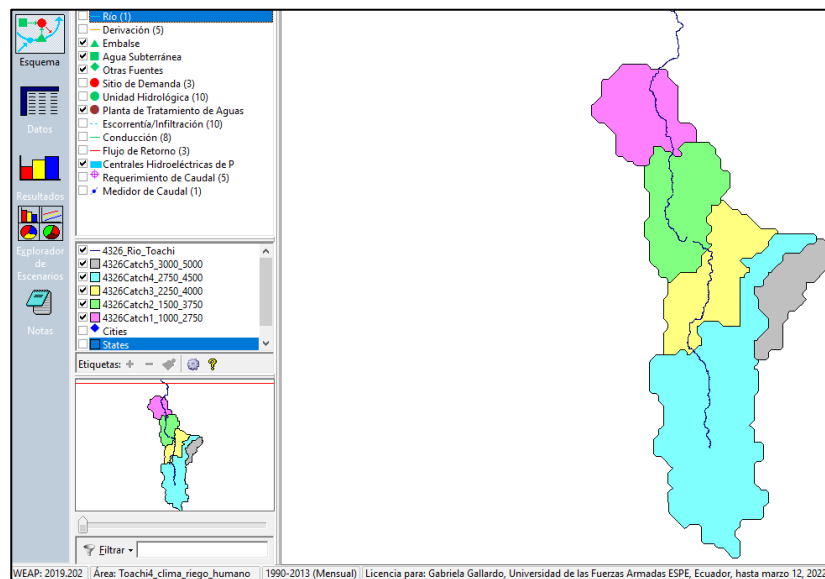 Río (1)
Derivación (5)
Embalse
Agua Subterránea
Otras Fuentes
Sitio de Demanda (3)
Unidad Hidrológica (10)
Planta de Tratamiento de Aguas
Escorrentía/Infiltración (10)
Conducción (8)
Flujo de Retorno (3)
Centrales Hidroeléctricas de P
Requerimiento de Caudal (5)
Medidor de Caudal (1)
Esquema
Datos
Resultados
Explorador
de
Escenarios
Notas
4326_Rio_Toachi
4326Catch5_3000_5000
4326Catch4_2750_4500
4326Catch3_2250_4000
4326Catch2_1500_3750
4326Catch1_1000_2750
Cities
States
Etiquetas:
Filtrar
WEAP: 2019.202 Área: Toachi4_clima_riego_humano 1990-2013 (Mensual) Licencia para: Gabriela Gallardo, Universidad de las Fuerzas Armadas ESPE, Ecuador, hasta marzo 12, 2022